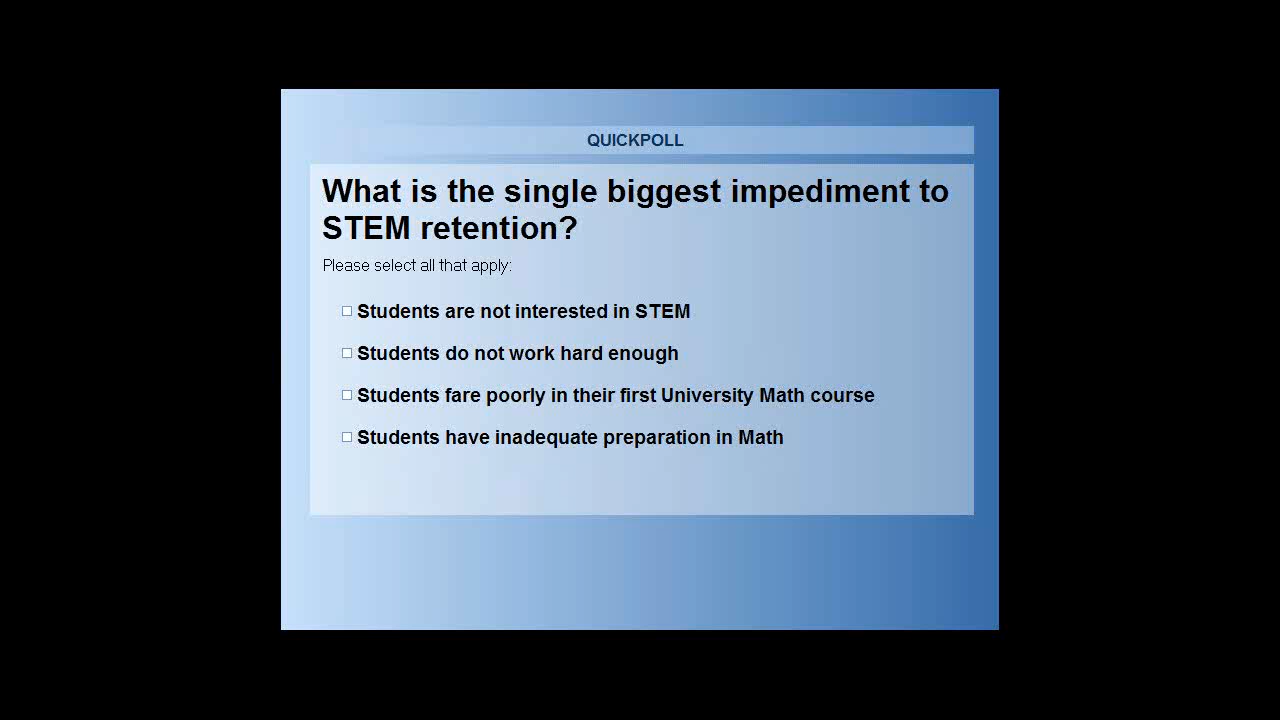 QUICKPOLL
What is the single biggest impediment to
STEM retention?
Please select all that apply:
Students are not interested in STEM
Students do not work hard enough
Students fare poorly in their first University Math course
Students have inadequate preparation in Math